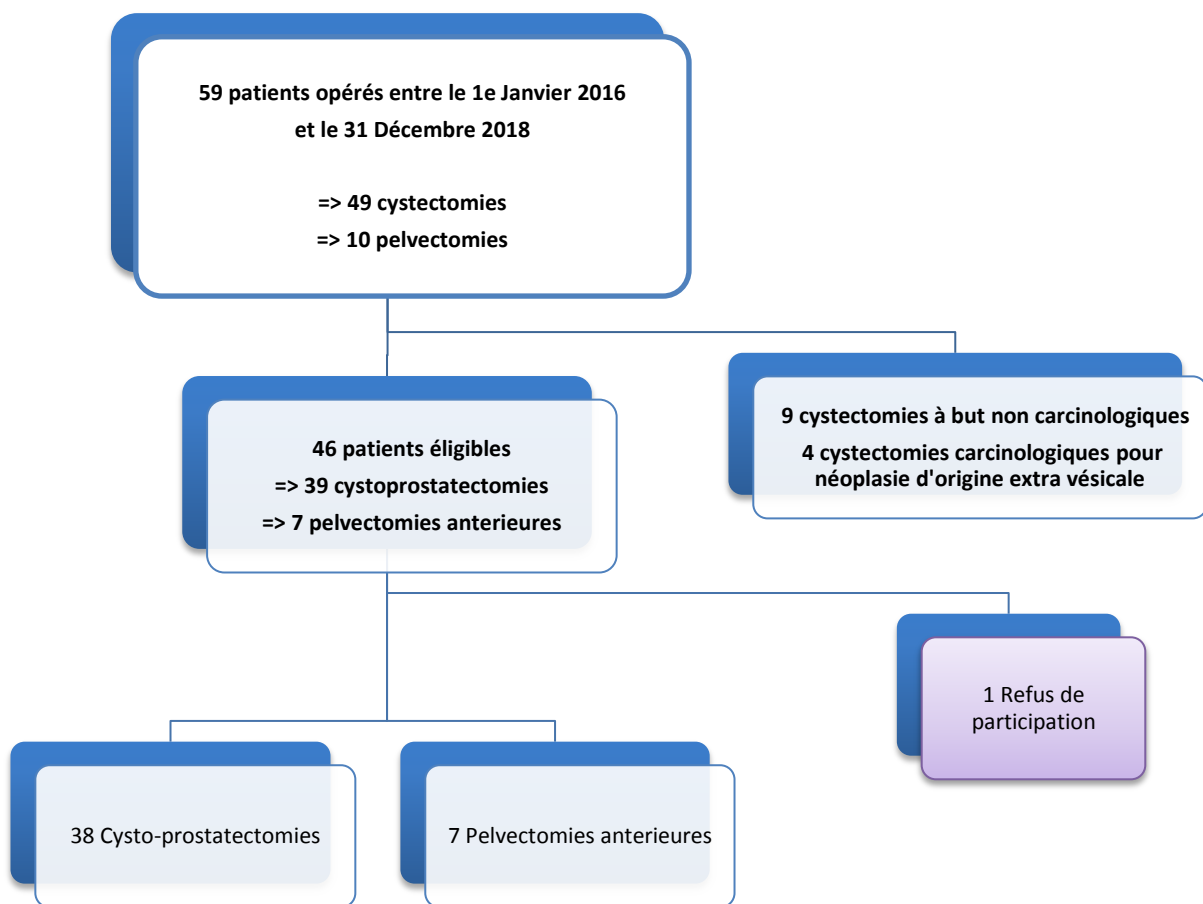 59 patients opérés entre le 1e Janvier 2016
et le 31 Décembre 2018
=> 49 cystectomies
=> 10 pelvectomies
46 patients éligibles
=> 39 cystoprostatectomies
=> 7 pelvectomies anterieures
9 cystectomies à but non carcinologiques
4 cystectomies carcinologiques pour
néoplasie d'origine extra vésicale
1 Refus de
participation
38 Cysto-prostatectomies
7 Pelvectomies anterieures